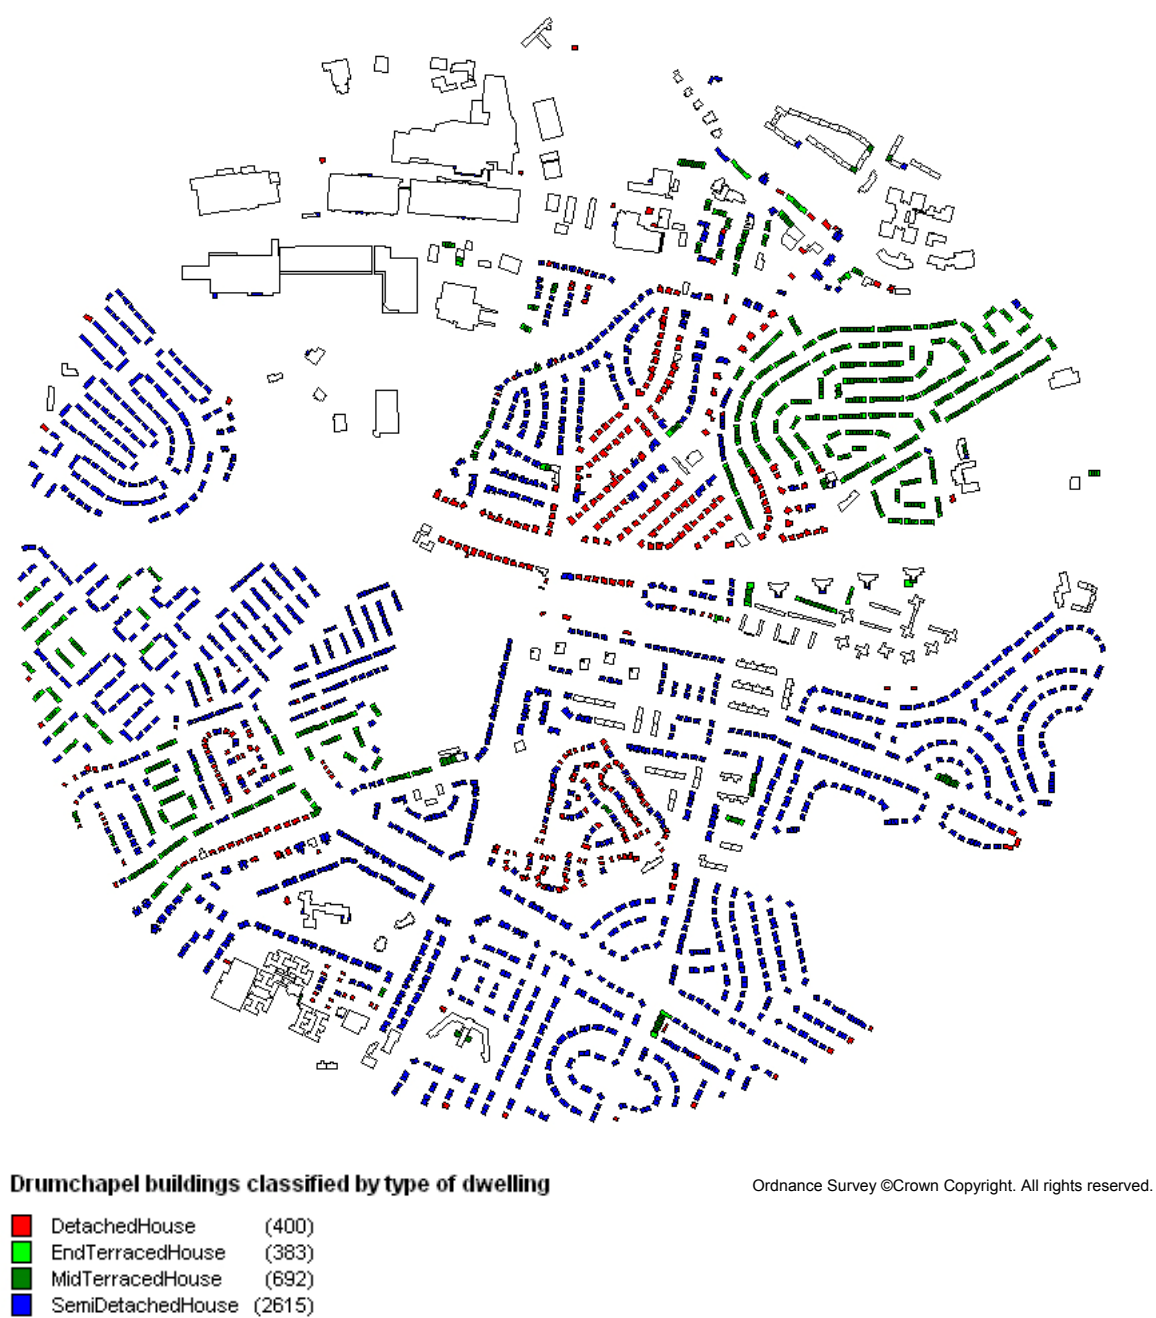 Drumchapel buildings classified by type of dwelling
Ordnance Survey ©Crown Copyright. All rights reserved.
DetachedHouse (400)
EndTerracedHouse (383)
MidTerracedHouse (692)
SemiDetachedHouse (2615)